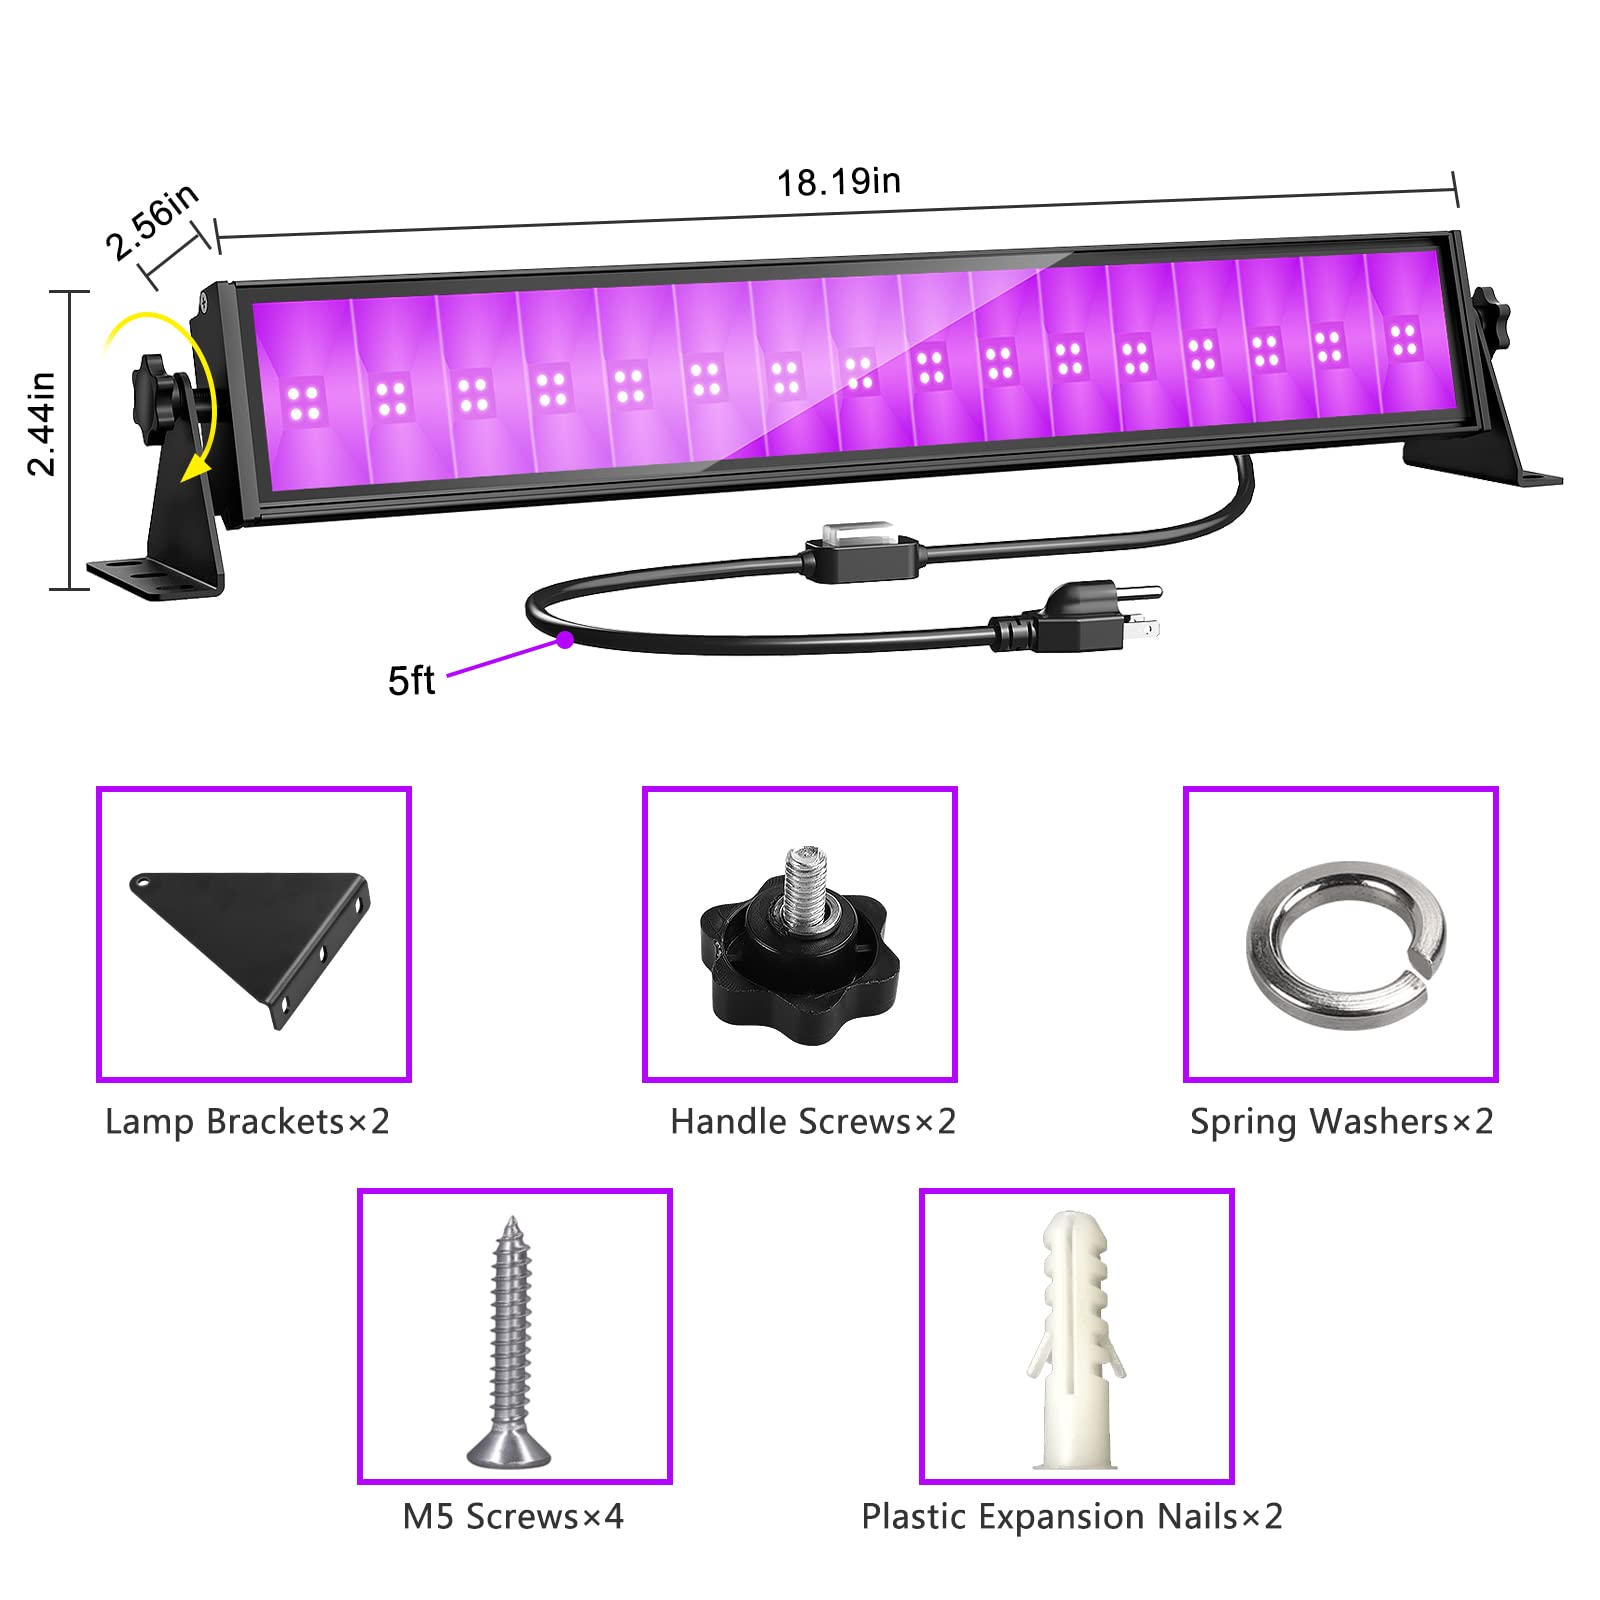 18.19in
2.56in
2.44in
5ft
Lamp Brackets×2
Handle Screws×2
Spring Washers×2
M5 Screws×4
Plastic Expansion Nails×2